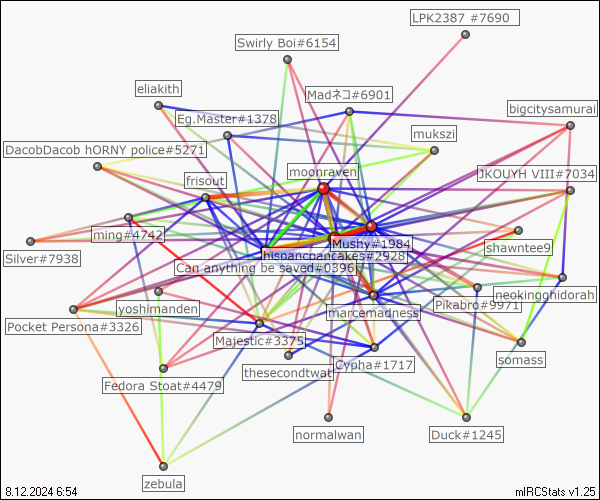 LPK2387 #7690
Swirly Boi#6154
eliakith
Madネコ#6901
bigcitysamurai
Eg.Master#1378
mukszi
DacobDacob hORNY police#5271
moonraven
JKOUYH VIII#7034
frisout
ming#4742
Mushy#1984
shawntee9
Silver#7938
hispanicpancakes#2928
Can anything be saved#0396
neokingghidorah
yoshimanden
marcemadness
Pikabro#9971
Pocket Persona#3326
Majestic#3375
somass
thesecondtwat
Cypha#1717
Fedora Stoat#4479
normalwan
Duck#1245
zebula
8.12.2024 6:54
mIRCStats v1.25